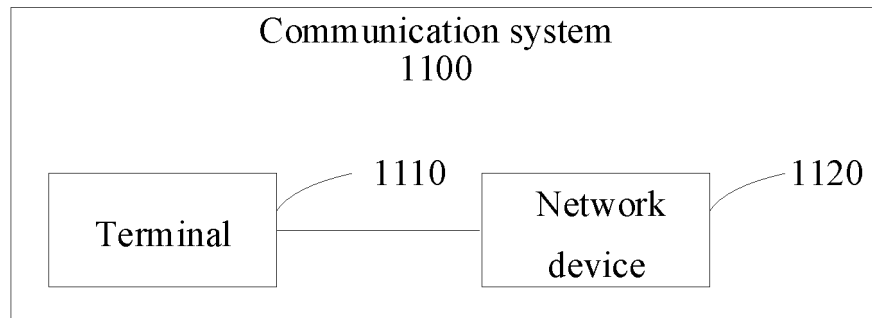 Communication system
1100
1110
1120
Terminal
Network
device